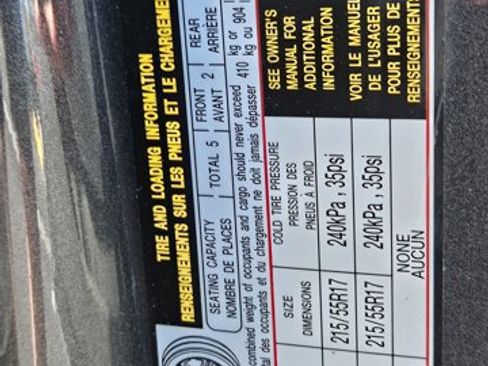 TIRE AND LOADING INFORMATION
RENSEIGNEMENTS SUR LES PNEUS ET LE CHARGEME
SEATING CAPACITY
NOMBRE DE PLACES
TOTAL 5
FRONT
AVANT
2
REAR
ARRIÈRE
combined weight of occupants and cargo should never exceed 410 kg or 904
tal des occupants et du chargement ne doit jamais dépasser 410 kg ou 904
SIZE
DIMENSIONS
COLD TIRE PRESSURE
PRESSION DES
PNEUS À FROID
215/55R17
240kPa , 35psi
215/55R17
240kPa , 35psi
NONE
AUCUN
SEE OWNER'S
MANUAL FOR
ADDITIONAL
INFORMATION
VOIR LE MANUEL
DE L'USAGER
POUR PLUS DE
RENSEIGNEMENT